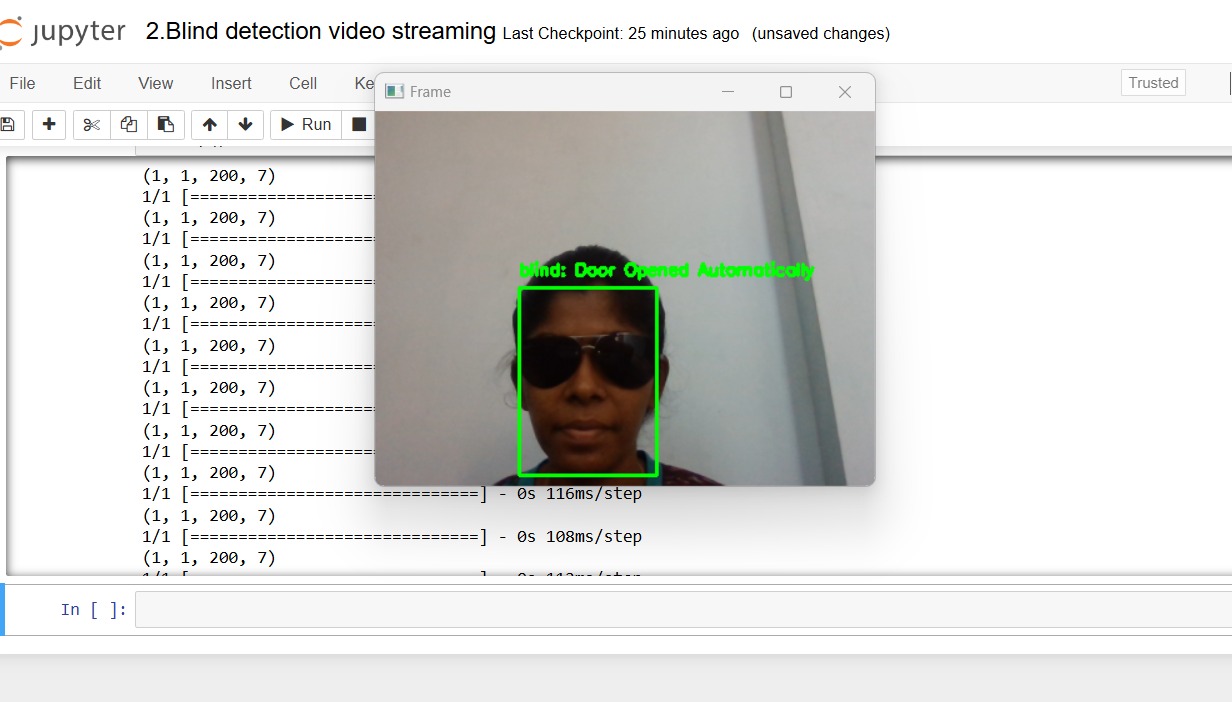 jupyter 2.Blind detection video streaming Last Checkpoint: 25 minutes ago (unsaved changes)
File Edit View Insert Cell Ke
Trusted
Run
Frame
blind: Door Opened Automatically
(1, 1, 200, 7)
1/1 [====================
(1, 1, 200, 7)
1/1 [====================
(1, 1, 200, 7)
1/1 [====================
(1, 1, 200, 7)
1/1 [====================
(1, 1, 200, 7)
1/1 [====================
(1, 1, 200, 7)
1/1 [====================
(1, 1, 200, 7)
1/1 [====================
(1, 1, 200, 7)
1/1 [==============================] - 0s 116ms/step
(1, 1, 200, 7)
1/1 [==============================] - 0s 108ms/step
(1, 1, 200, 7)
In [ ]: